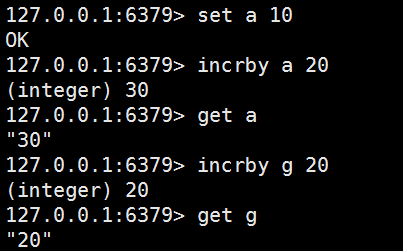 127.0.0.1:6379> set a 10
OK
127.0.0.1:6379> incrby a 20
(integer) 30
127.0.0.1:6379> get a
"30"
127.0.0.1:6379> incrby g 20
(integer) 20
127.0.0.1:6379> get g
"20"